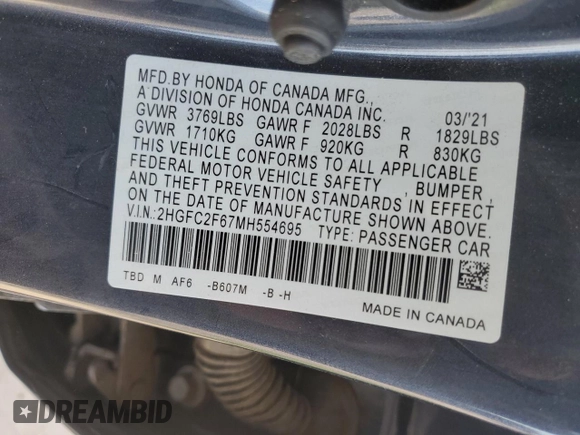 MFD.BY HONDA OF CANADA MFG.,
A DIVISION OF HONDA CANADA INC. 03/'21
GVWR 3769LBS GAWR F 2028LBS R 1829LBS
GVWR 1710KG GAWR F 920KG R 830KG
THIS VEHICLE CONFORMS TO ALL APPLICABLE
FEDERAL MOTOR VEHICLE SAFETY , BUMPER ,
AND THEFT PREVENTION STANDARDS IN EFFECT
ON THE DATE OF MANUFACTURE SHOWN ABOVE.
V.I.N.: 2HGFC2F67MH554695 TYPE: PASSENGER CAR
TBD M AF6 -B607M -B -H
MADE IN CANADA
DREAMBID